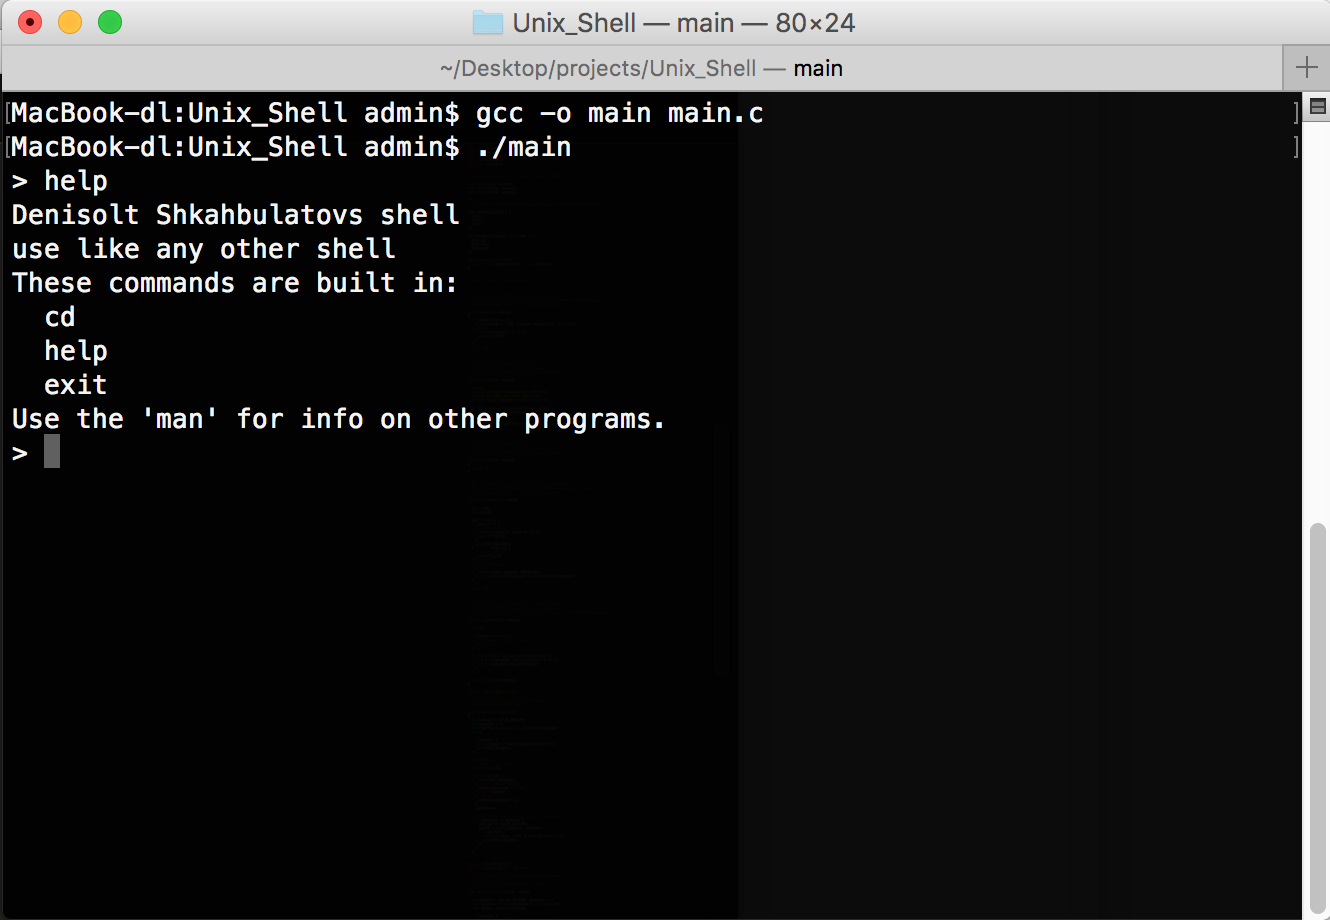 Unix_Shell — main — 80×24
~/Desktop/projects/Unix_Shell — main
[MacBook-dl:Unix_Shell admin$ gcc -o main main.c ]
[MacBook-dl:Unix_Shell admin$ ./main ]
> help
Denisolt Shkahbulatovs shell
use like any other shell
These commands are built in:
  cd
  help
  exit
Use the 'man' for info on other programs.
>